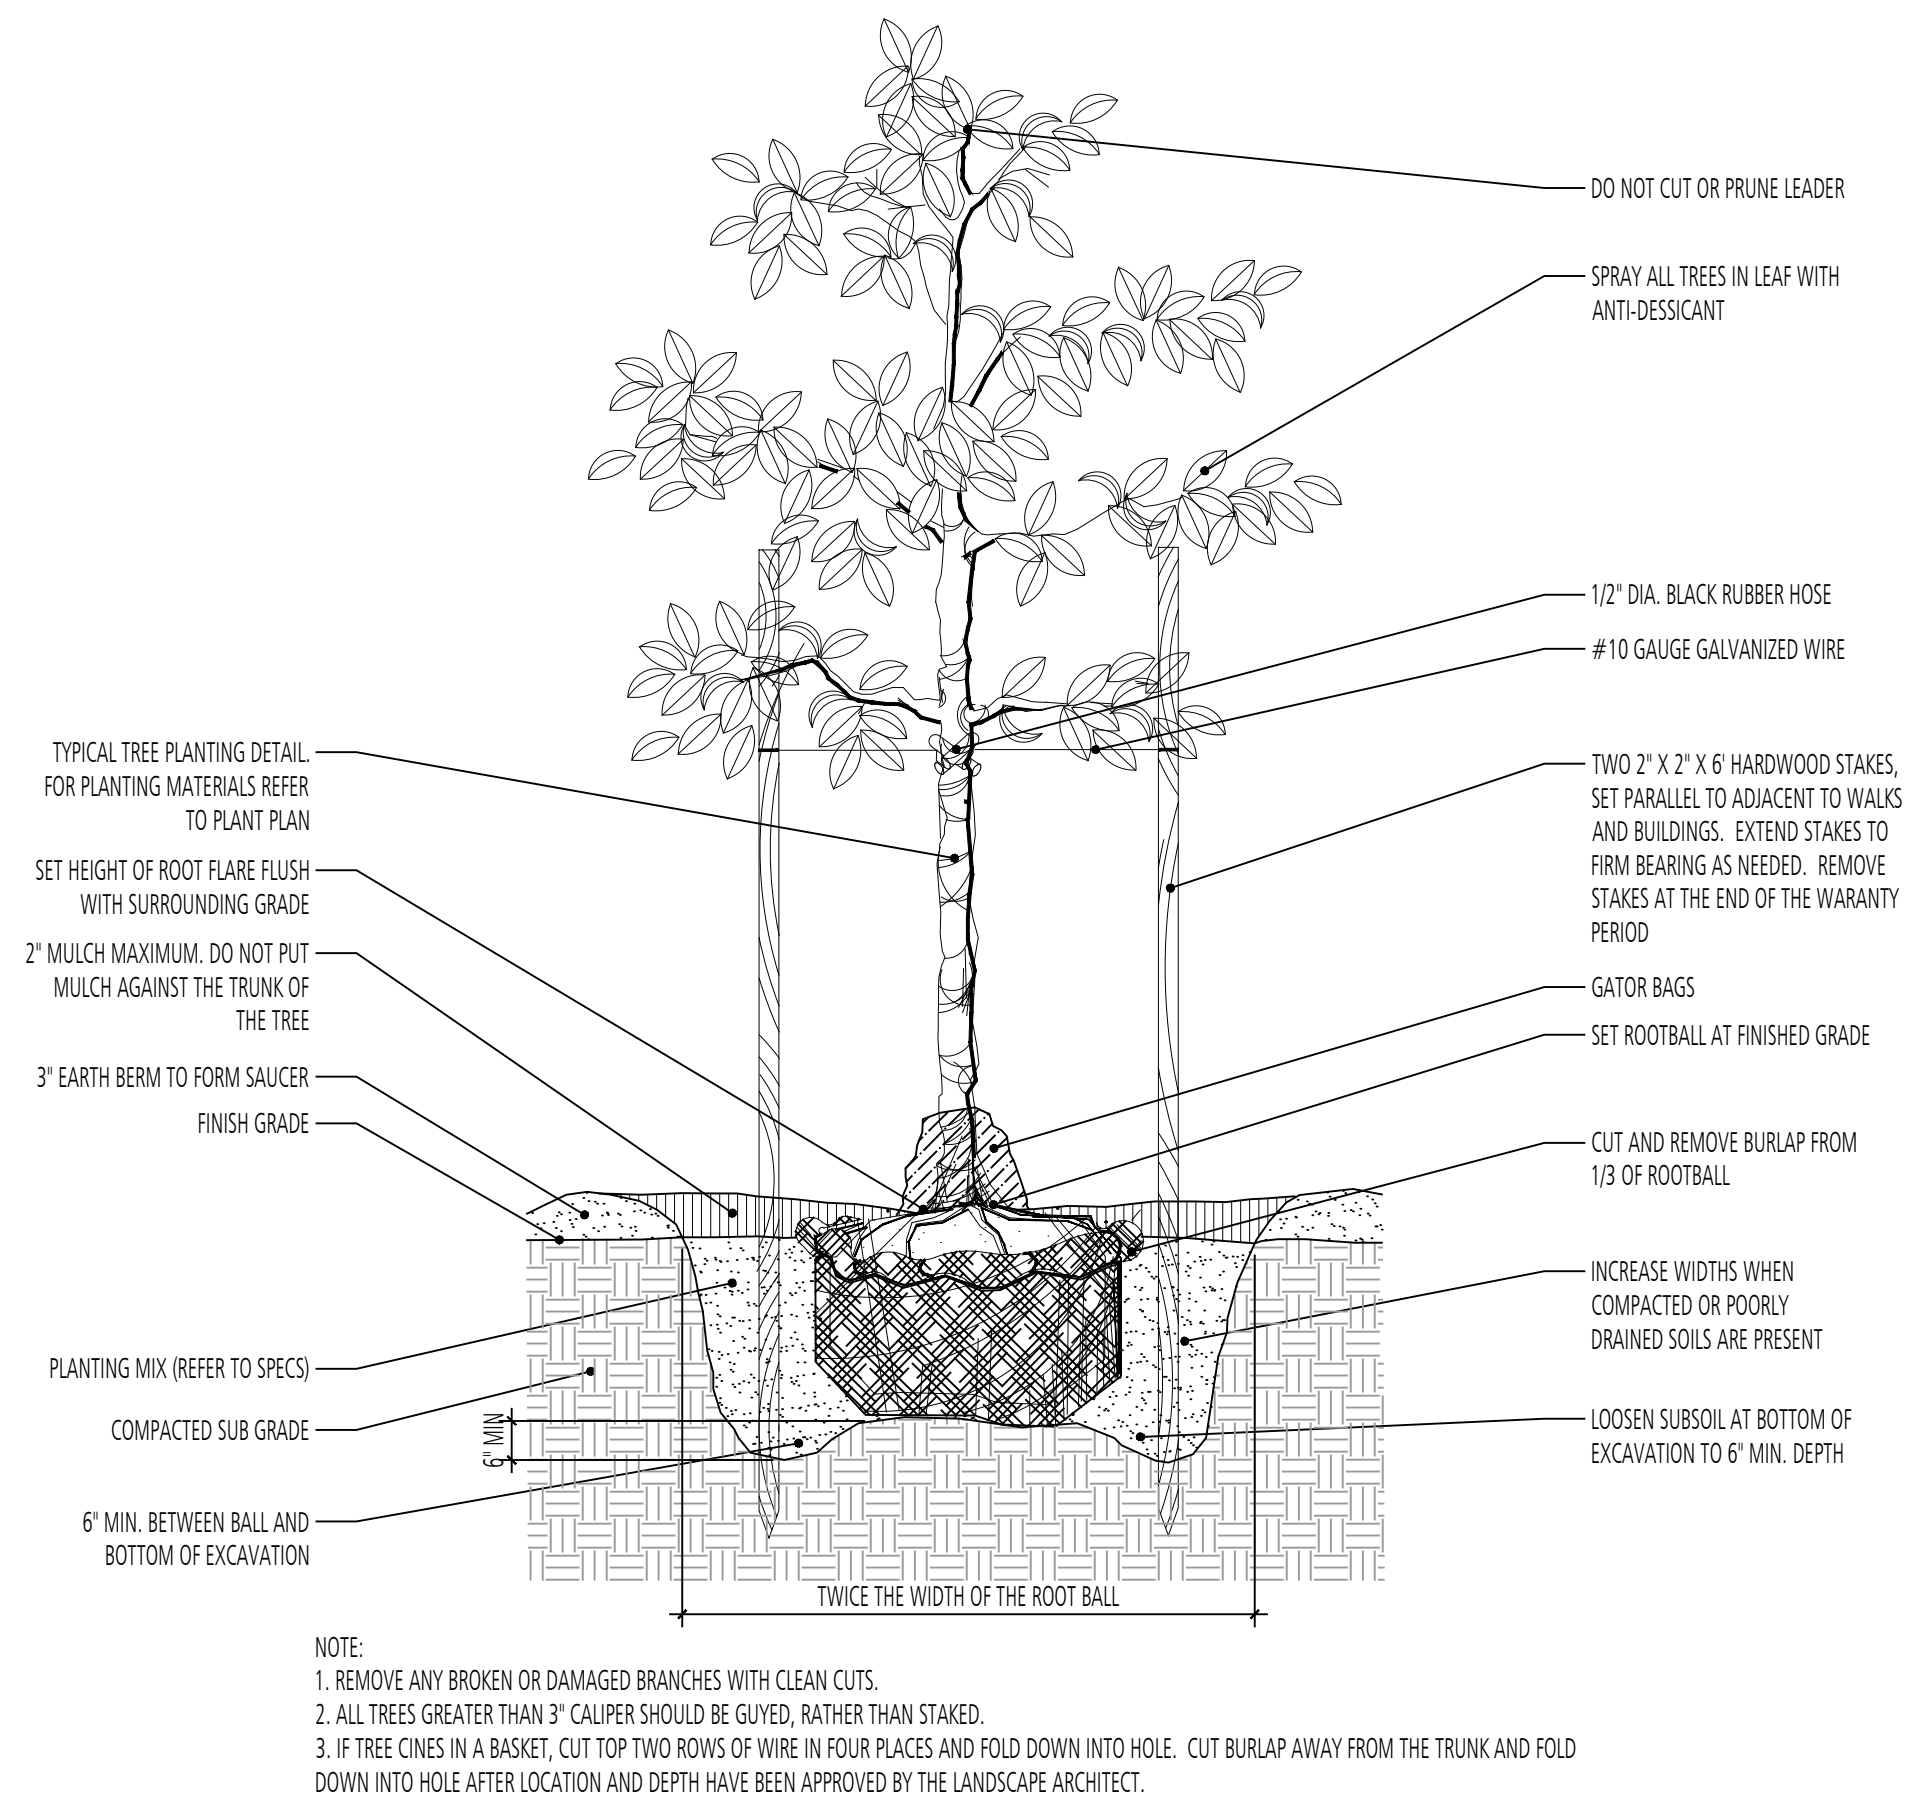 DO NOT CUT OR PRUNE LEADER
SPRAY ALL TREES IN LEAF WITH
ANTI-DESSICANT
1/2" DIA. BLACK RUBBER HOSE
#10 GAUGE GALVANIZED WIRE
TWO 2" X 2" X 6' HARDWOOD STAKES,
SET PARALLEL TO ADJACENT TO WALKS
AND BUILDINGS. EXTEND STAKES TO
FIRM BEARING AS NEEDED. REMOVE
STAKES AT THE END OF THE WARANTY
PERIOD
GATOR BAGS
SET ROOTBALL AT FINISHED GRADE
CUT AND REMOVE BURLAP FROM
1/3 OF ROOTBALL
INCREASE WIDTHS WHEN
COMPACTED OR POORLY
DRAINED SOILS ARE PRESENT
LOOSEN SUBSOIL AT BOTTOM OF
EXCAVATION TO 6" MIN. DEPTH
TYPICAL TREE PLANTING DETAIL.
FOR PLANTING MATERIALS REFER
TO PLANT PLAN
SET HEIGHT OF ROOT FLARE FLUSH
WITH SURROUNDING GRADE
2" MULCH MAXIMUM. DO NOT PUT
MULCH AGAINST THE TRUNK OF
THE TREE
3" EARTH BERM TO FORM SAUCER
FINISH GRADE
PLANTING MIX (REFER TO SPECS)
COMPACTED SUB GRADE
6" MIN
6" MIN. BETWEEN BALL AND
BOTTOM OF EXCAVATION
TWICE THE WIDTH OF THE ROOT BALL
NOTE:
1. REMOVE ANY BROKEN OR DAMAGED BRANCHES WITH CLEAN CUTS.
2. ALL TREES GREATER THAN 3" CALIPER SHOULD BE GUYED, RATHER THAN STAKED.
3. IF TREE CINES IN A BASKET, CUT TOP TWO ROWS OF WIRE IN FOUR PLACES AND FOLD DOWN INTO HOLE. CUT BURLAP AWAY FROM THE TRUNK AND FOLD
DOWN INTO HOLE AFTER LOCATION AND DEPTH HAVE BEEN APPROVED BY THE LANDSCAPE ARCHITECT.